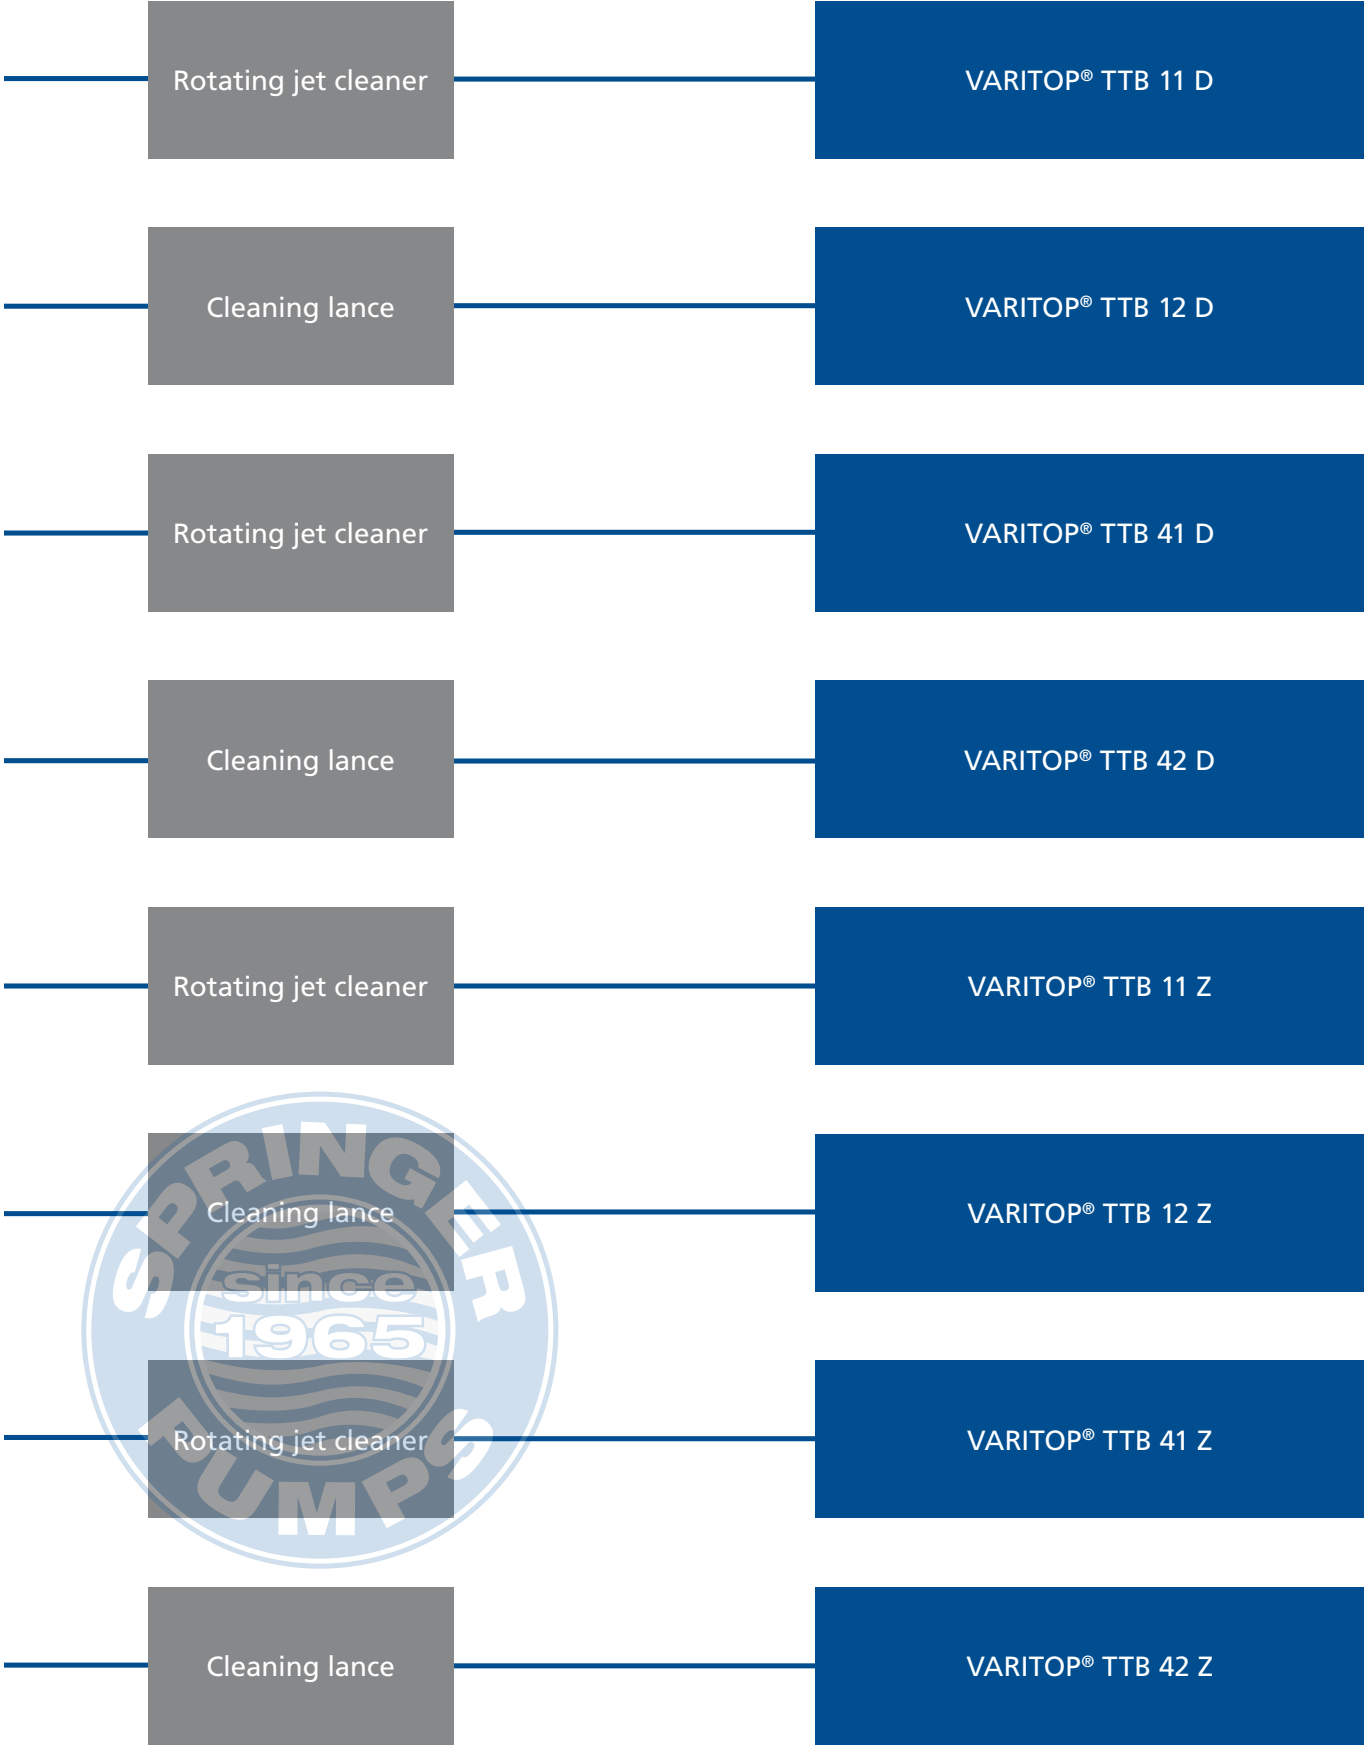 Rotating jet cleaner
VARITOP® TTB 11 D
Cleaning lance
VARITOP® TTB 12 D
Rotating jet cleaner
VARITOP® TTB 41 D
Cleaning lance
VARITOP® TTB 42 D
Rotating jet cleaner
VARITOP® TTB 11 Z
SPRINGER
Cleaning lance
VARITOP® TTB 12 Z
since
1965
Rotating jet cleaner
VARITOP® TTB 41 Z
PUMPS
Cleaning lance
VARITOP® TTB 42 Z